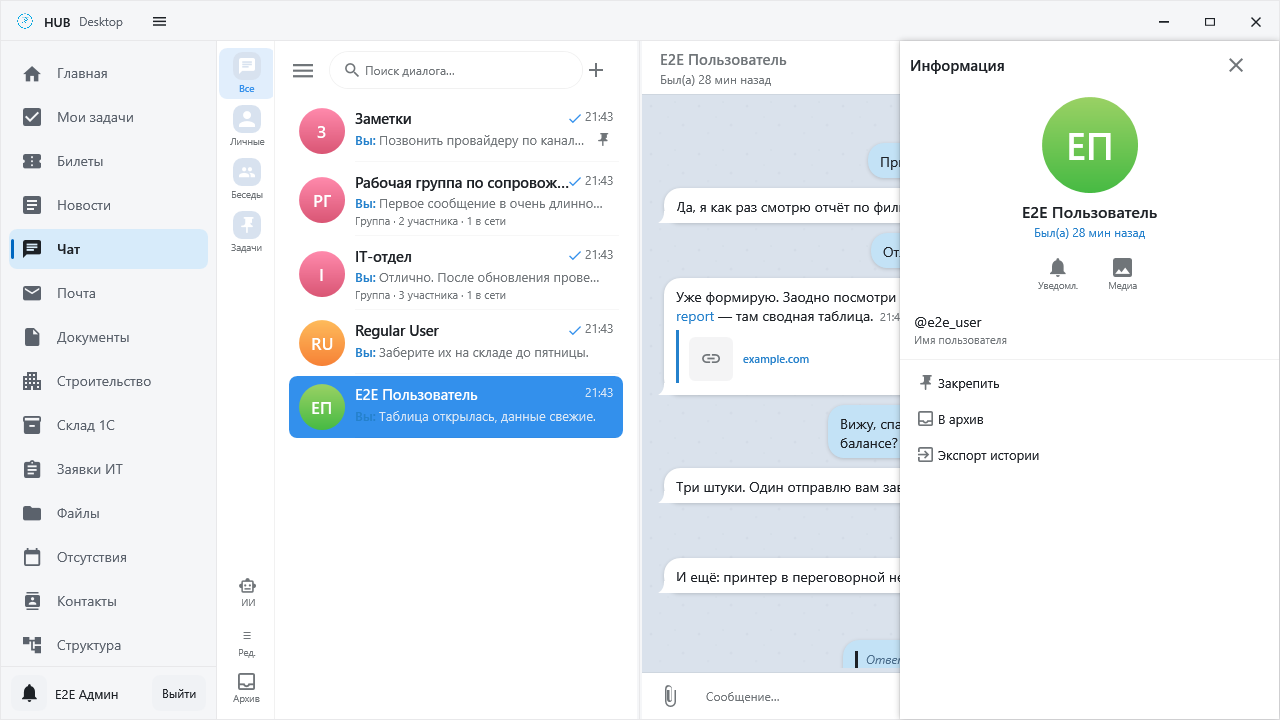 HUB Desktop
Главная
Мои задачи
Билеты
Новости
Чат
Почта
Документы
Строительство
Склад 1С
Заявки ИТ
Файлы
Отсутствия
Контакты
Структура
E2E Админ
Выйти
Все
Личные
Беседы
Задачи
ИИ
Ред.
Архив
Поиск диалога...
З
Заметки
21:43
Вы: Позвонить провайдеру по канал...
РГ
Рабочая группа по сопровож...
21:43
Вы: Первое сообщение в очень длинно...
Группа · 2 участника · 1 в сети
I
IT-отдел
21:43
Вы: Отлично. После обновления прове...
Группа · 3 участника · 1 в сети
RU
Regular User
21:43
Вы: Заберите их на складе до пятницы.
ЕП
E2E Пользователь
21:43
Вы: Таблица открылась, данные свежие.
E2E Пользователь
Был(а) 28 мин назад
Да, я как раз смотрю отчёт по
Уже формирую. Заодно посмотри
report — там сводная таблица.
example.com
Вижу,
балансе?
Три штуки. Один отправлю вам
И ещё: принтер в переговорной
Сообщение...
Информация
ЕП
E2E Пользователь
Был(а) 28 мин назад
Уведомл.
Медиа
@e2e_user
Имя пользователя
Закрепить
В архив
Экспорт истории